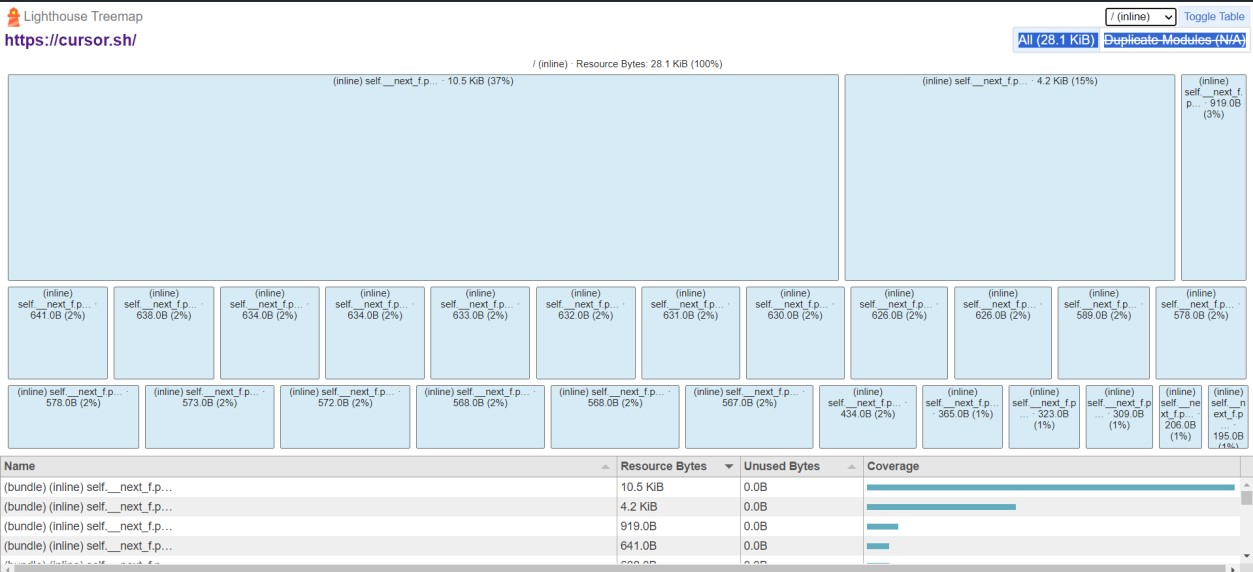 Lighthouse Treemap
/ (inline)
Toggle Table
https://cursor.sh/
All (28.1 KiB)
Duplicate Modules (N/A)
/ (inline) · Resource Bytes: 28.1 KiB (100%)
(inline) self.__next_f.p… · 10.5 KiB (37%)
(inline) self.__next_f.p… · 4.2 KiB (15%)
(inline)
self.__next_f.
p… · 919.0B
(3%)
(inline)
self.__next_f.p… ·
641.0B (2%)
(inline)
self.__next_f.p… ·
638.0B (2%)
(inline)
self.__next_f.p… ·
634.0B (2%)
(inline)
self.__next_f.p… ·
634.0B (2%)
(inline)
self.__next_f.p… ·
633.0B (2%)
(inline)
self.__next_f.p… ·
632.0B (2%)
(inline)
self.__next_f.p… ·
631.0B (2%)
(inline)
self.__next_f.p… ·
630.0B (2%)
(inline)
self.__next_f.p… ·
626.0B (2%)
(inline)
self.__next_f.p… ·
626.0B (2%)
(inline)
self.__next_f.p… ·
589.0B (2%)
(inline)
self.__next_f.p… ·
578.0B (2%)
(inline) self.__next_f.p… ·
578.0B (2%)
(inline) self.__next_f.p… ·
573.0B (2%)
(inline) self.__next_f.p… ·
572.0B (2%)
(inline) self.__next_f.p… ·
568.0B (2%)
(inline) self.__next_f.p… ·
568.0B (2%)
(inline) self.__next_f.p… ·
567.0B (2%)
(inline)
self.__next_f.p… ·
434.0B (2%)
(inline)
self.__next_f.p…
· 365.0B (1%)
(inline)
self.__next_f.p
… · 323.0B
(1%)
(inline)
self.__next_f.p
… · 309.0B
(1%)
(inline)
self.__ne
xt_f.p… ·
206.0B
(1%)
(inline)
self.__n
ext_f.p
… ·
195.0B
(1%)
Name
Resource Bytes
Unused Bytes
Coverage
(bundle) (inline) self.__next_f.p…
10.5 KiB
0.0B
(bundle) (inline) self.__next_f.p…
4.2 KiB
0.0B
(bundle) (inline) self.__next_f.p…
919.0B
0.0B
(bundle) (inline) self.__next_f.p…
641.0B
0.0B